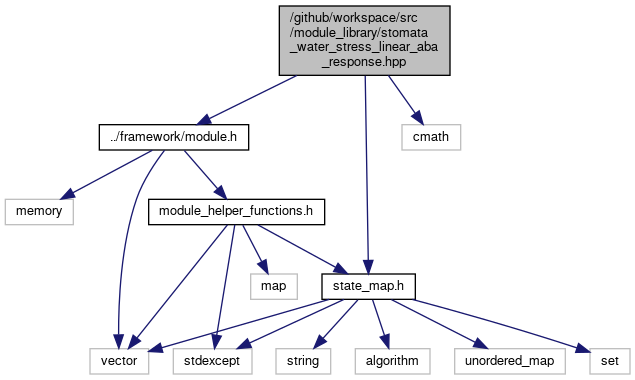 /github/workspace/src
/module_library/stomata
_water_stress_linear_aba
_response.hpp
../framework/module.h
cmath
memory
module_helper_functions.h
map
state_map.h
vector
stdexcept
string
algorithm
unordered_map
set